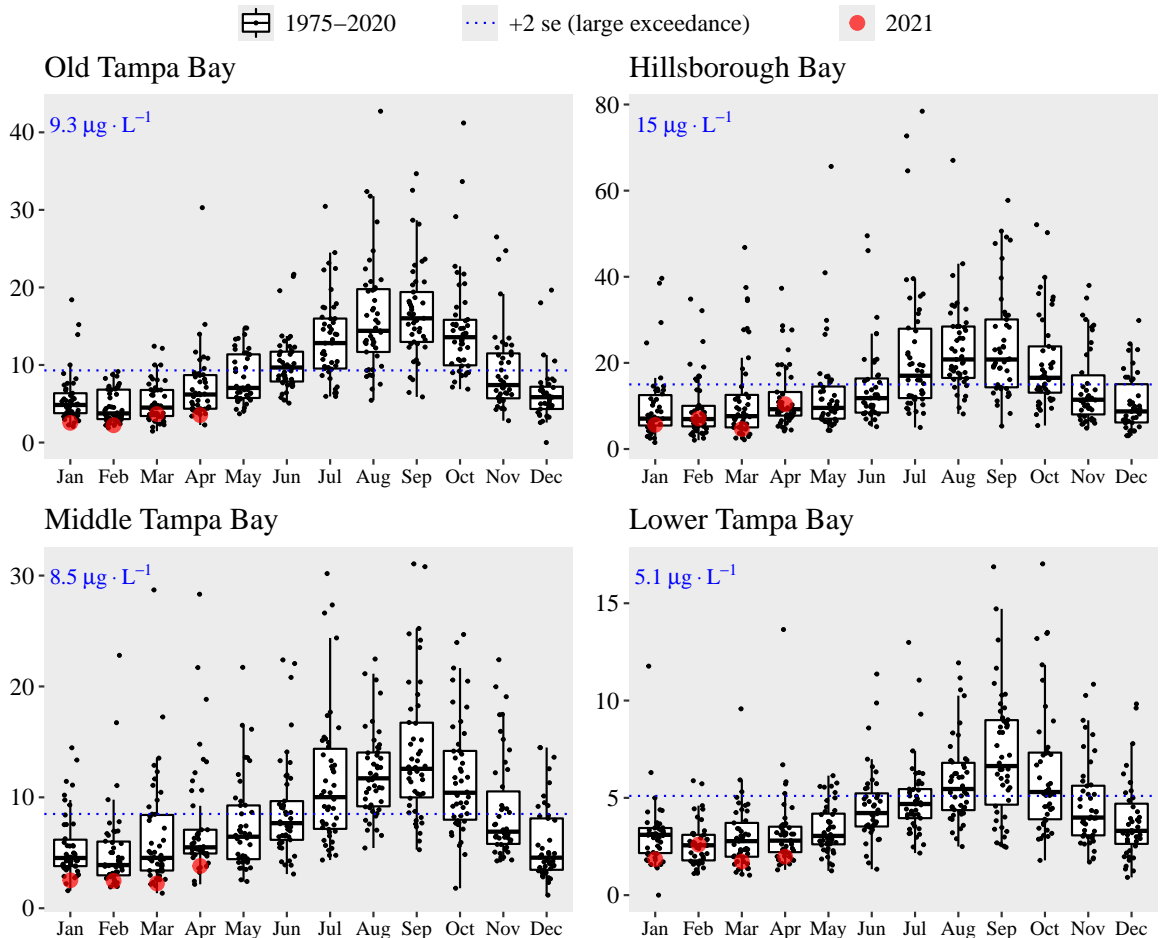 1975–2020 +2 se (large exceedance) 2021
Old Tampa Bay
9.3 µg · L⁻¹
40
30
20
10
0
Jan Feb Mar Apr May Jun Jul Aug Sep Oct Nov Dec
Hillsborough Bay
15 µg · L⁻¹
80
60
40
20
0
Jan Feb Mar Apr May Jun Jul Aug Sep Oct Nov Dec
Middle Tampa Bay
8.5 µg · L⁻¹
30
20
10
0
Jan Feb Mar Apr May Jun Jul Aug Sep Oct Nov Dec
Lower Tampa Bay
5.1 µg · L⁻¹
15
10
5
0
Jan Feb Mar Apr May Jun Jul Aug Sep Oct Nov Dec